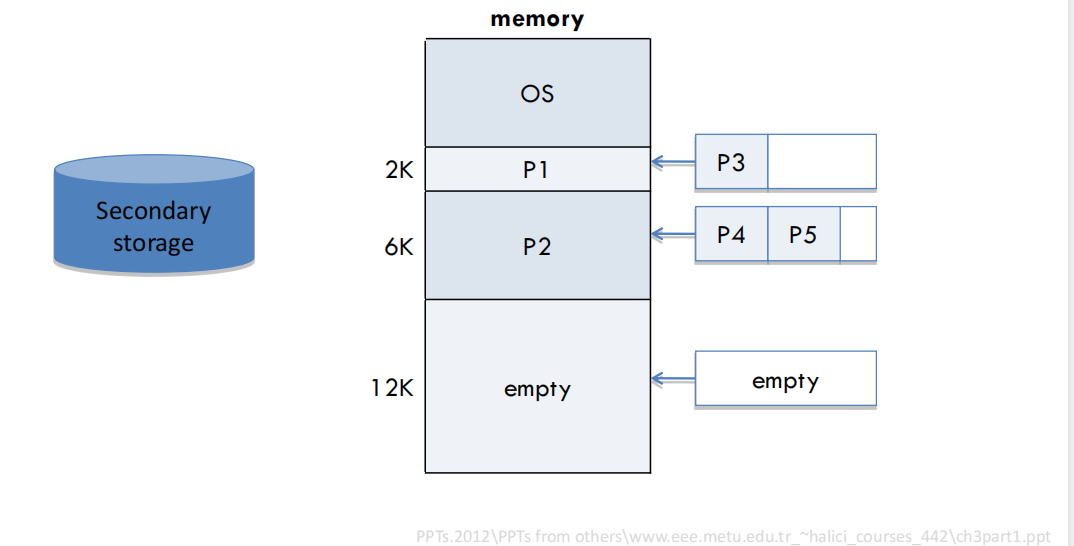 memory
OS
2K
P1
P3
Secondary
storage
6K
P2
P4
P5
12K
empty
empty
PPTs.2012\PPTs from others\www.eee.metu.edu.tr_~halici_courses_442\ch3part1.ppt